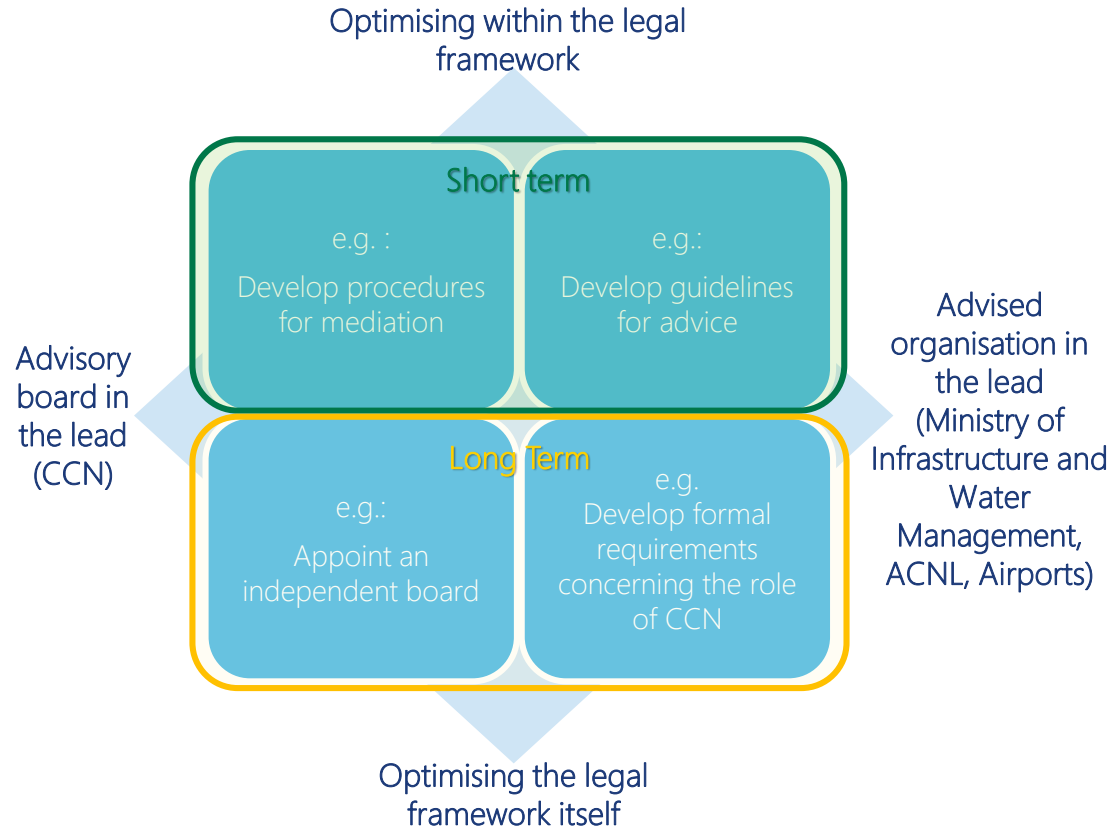 Optimising within the legal
framework
Short term
e.g. :
Develop procedures
for mediation
e.g.:
Develop guidelines
for advice
Advisory
board in
the lead
(CCN)
Advised
organisation in
the lead
(Ministry of
Infrastructure and
Water
Management,
ACNL, Airports)
Long Term
e.g.:
Appoint an
independent board
e.g.
Develop formal
requirements
concerning the role
of CCN
Optimising the legal
framework itself